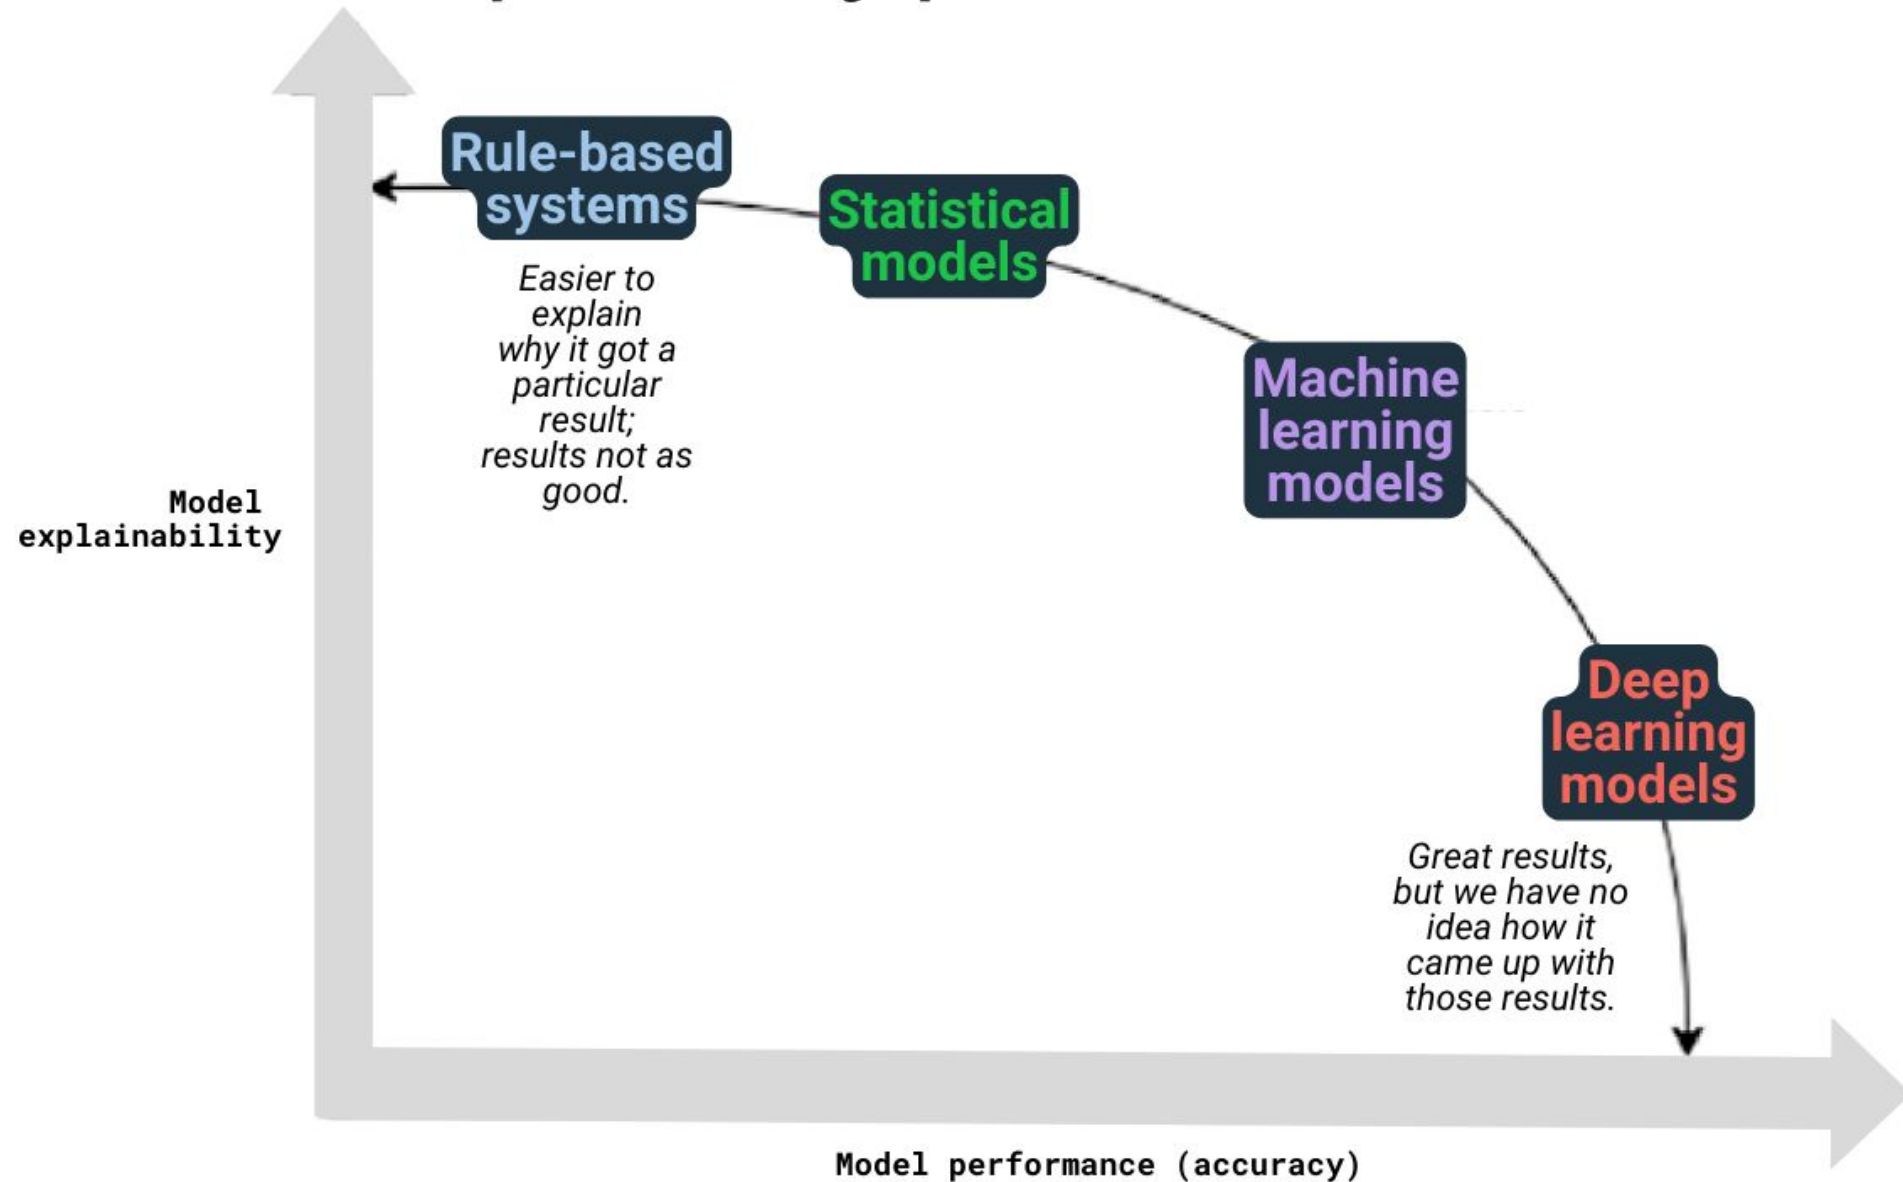 Rule-based
systems
Statistical
models
Easier to
explain
why it got a
particular
result;
results not as
good.
Machine
learning
models
Model
explainability
Deep
learning
models
Great results,
but we have no
idea how it
came up with
those results.
Model performance (accuracy)